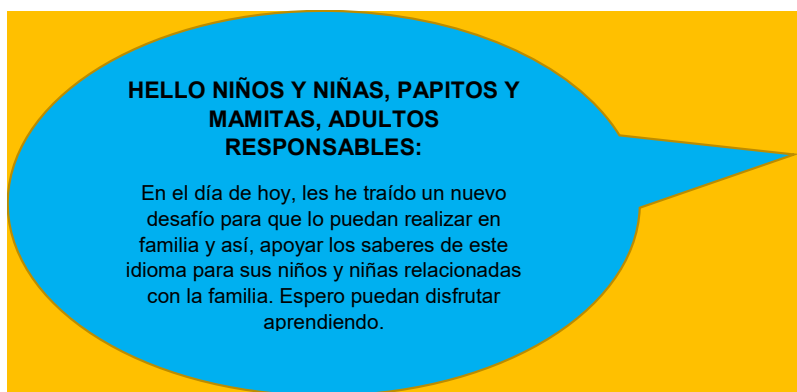 HELLO NIÑOS Y NIÑAS, PAPITOS Y
MAMITAS, ADULTOS
RESPONSABLES:
En el día de hoy, les he traído un nuevo
desafío para que lo puedan realizar en
familia y así, apoyar los saberes de este
idioma para sus niños y niñas relacionadas
con la familia. Espero puedan disfrutar
aprendiendo.